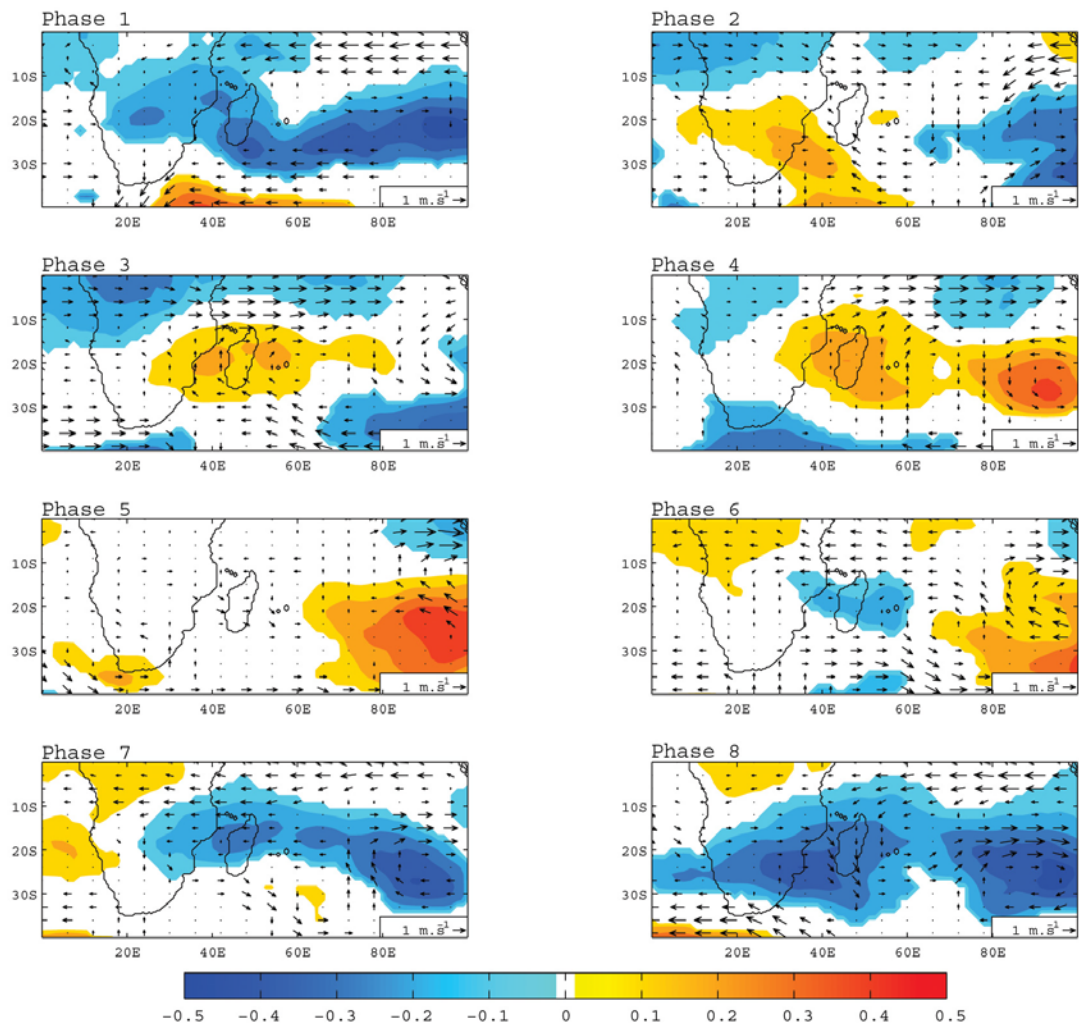 Phase 1
Phase 2
10S
20S
30S
1 m.s⁻¹
20E 40E 60E 80E
10S
20S
30S
1 m.s⁻¹
20E 40E 60E 80E
Phase 3
Phase 4
10S
20S
30S
1 m.s⁻¹
20E 40E 60E 80E
10S
20S
30S
1 m.s⁻¹
20E 40E 60E 80E
Phase 5
Phase 6
10S
20S
30S
1 m.s⁻¹
20E 40E 60E 80E
10S
20S
30S
1 m.s⁻¹
20E 40E 60E 80E
Phase 7
Phase 8
10S
20S
30S
1 m.s⁻¹
20E 40E 60E 80E
10S
20S
30S
1 m.s⁻¹
20E 40E 60E 80E
-0.5 -0.4 -0.3 -0.2 -0.1 0 0.1 0.2 0.3 0.4 0.5